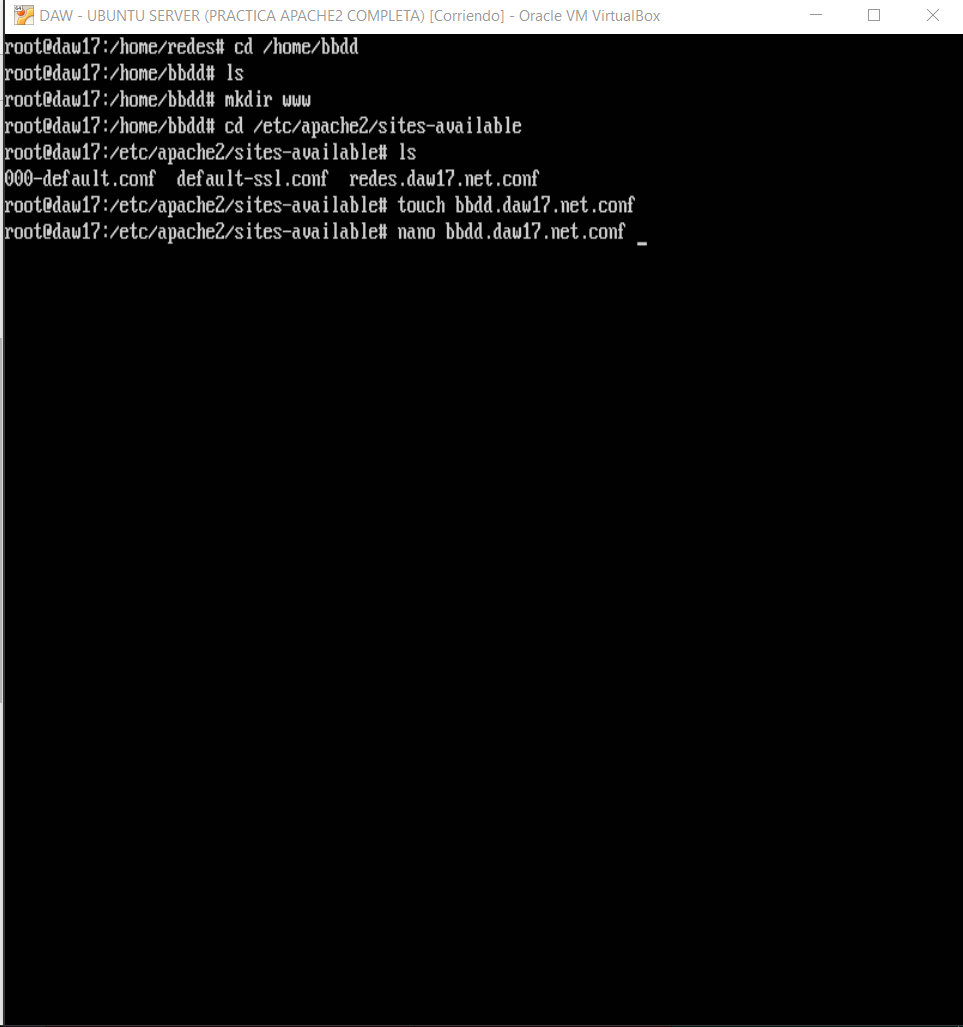 DAW - UBUNTU SERVER (PRACTICA APACHE2 COMPLETA) [Corriendo] - Oracle VM VirtualBox
root@daw17:/home/redes# cd /home/bbdd
root@daw17:/home/bbdd# ls
root@daw17:/home/bbdd# mkdir www
root@daw17:/home/bbdd# cd /etc/apache2/sites-available
root@daw17:/etc/apache2/sites-available# ls
000-default.conf  default-ssl.conf  redes.daw17.net.conf
root@daw17:/etc/apache2/sites-available# touch bbdd.daw17.net.conf
root@daw17:/etc/apache2/sites-available# nano bbdd.daw17.net.conf _